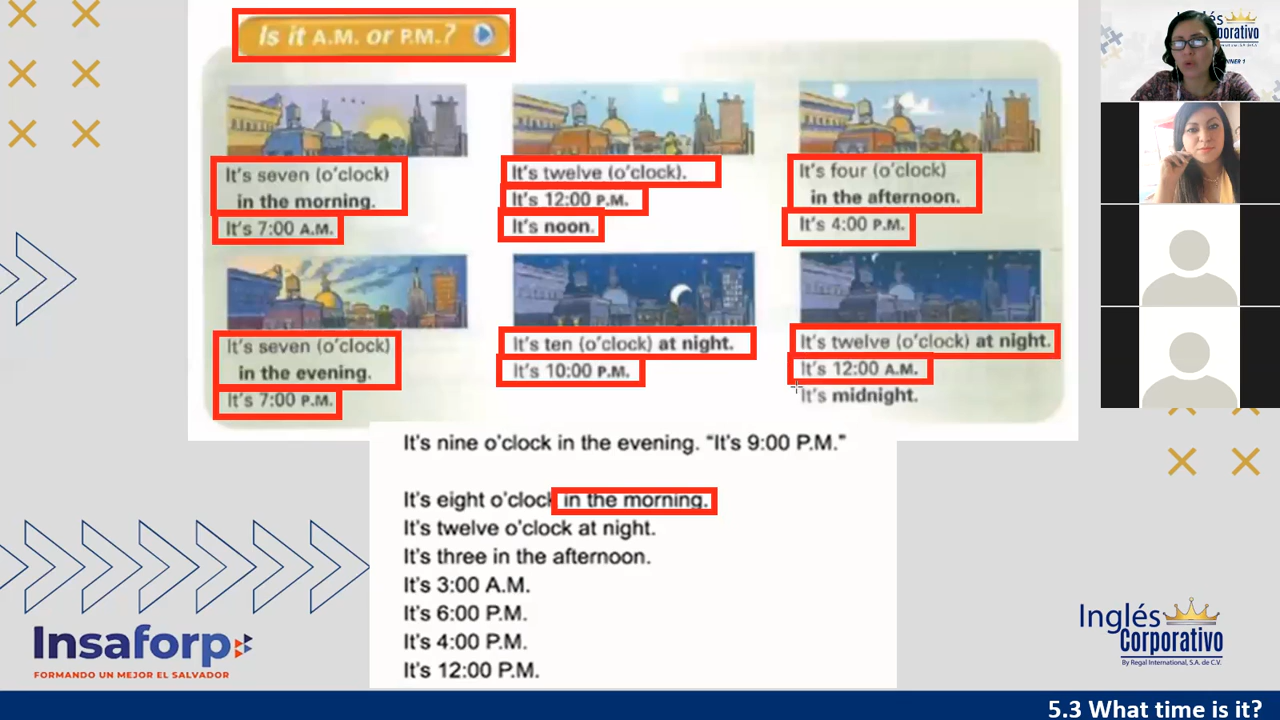 Is it A.M. or P.M.?
It's seven (o'clock)
in the morning.
It's 7:00 A.M.
It's twelve (o'clock).
It's 12:00 P.M.
It's noon.
It's four (o'clock)
in the afternoon.
It's 4:00 P.M.
It's seven (o'clock)
in the evening.
It's 7:00 P.M.
It's ten (o'clock) at night.
It's 10:00 P.M.
It's twelve (o'clock) at night.
It's 12:00 A.M.
It's midnight.
It's nine o'clock in the evening. “It's 9:00 P.M.”
It's eight o'clock in the morning.
It's twelve o'clock at night.
It's three in the afternoon.
It's 3:00 A.M.
It's 6:00 P.M.
It's 4:00 P.M.
It's 12:00 P.M.
Insaforp
FORMANDO UN MEJOR EL SALVADOR
Inglés
Corporativo
By Regal International, S.A. de C.V.
5.3 What time is it?